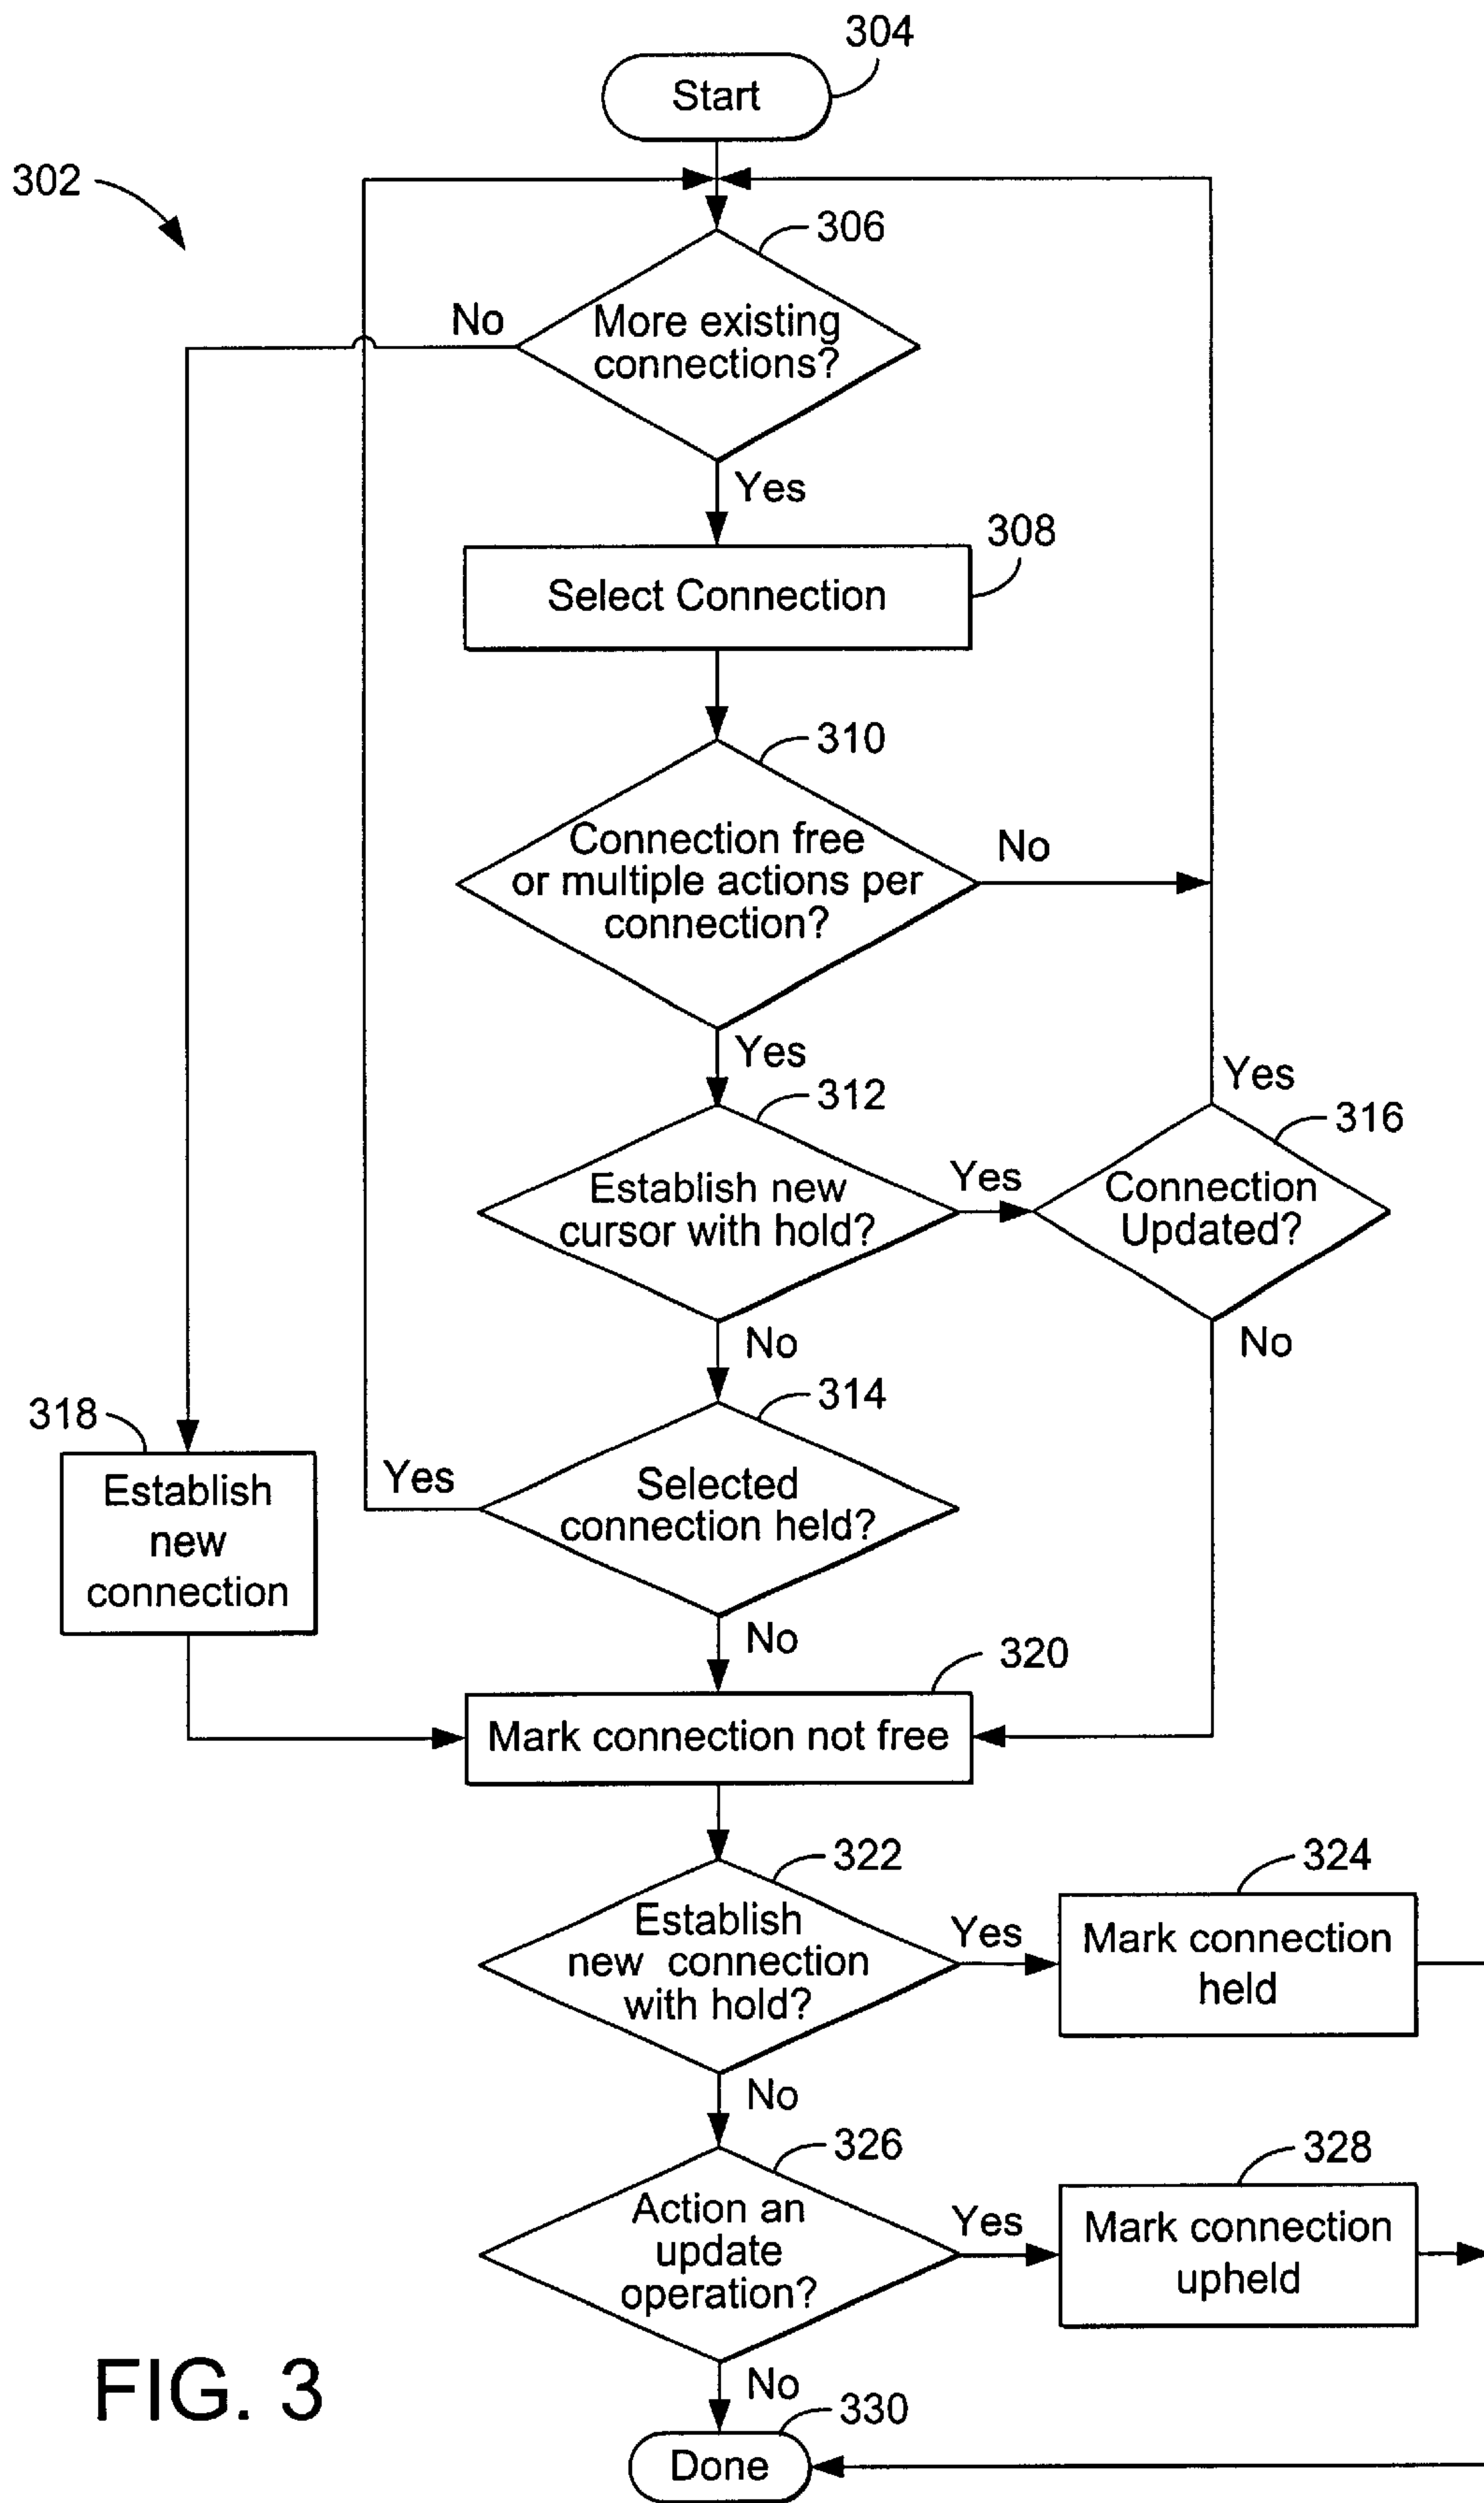 304
Start
302
306
No
More existing
connections?
Yes
308
Select Connection
310
Connection free
or multiple actions per
connection?
No
Yes
312
Yes
316
Establish new
cursor with hold?
Yes
Connection
Updated?
No
No
314
318
Establish
new
connection
Yes
Selected
connection held?
No
320
Mark connection not free
322
324
Establish
new connection
with hold?
Yes
Mark connection
held
No
326
328
Action an
update
operation?
Yes
Mark connection
upheld
No
330
FIG. 3
Done